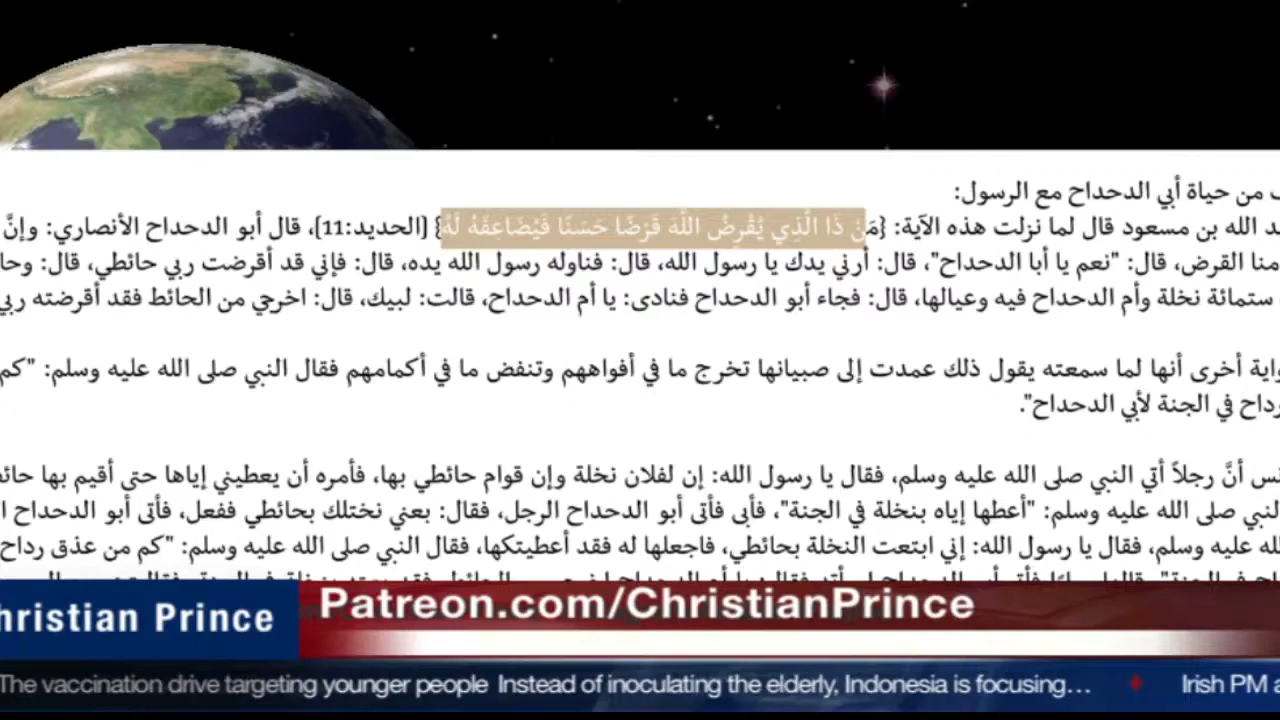 من حياة أبي الدحداح مع الرسول:
الله بن مسعود قال لما نزلت هذه الآية: {مَن ذَا الَّذِي يُقْرِضُ اللَّهَ قَرْضًا حَسَنًا فَيُضَاعِفَهُ لَهُ} [الحديد:11]، قال أبو الدحداح الأنصاري: وإنَّ
منا القرض، قال: "نعم يا أبا الدحداح"، قال: أرني يدك يا رسول الله، قال: فناوله رسول الله يده، قال: فإني قد أقرضت ربي حائطي، قال: وحا
ستمائة نخلة وأم الدحداح فيه وعيالها، قال: فجاء أبو الدحداح فنادى: يا أم الدحداح، قالت: لبيك، قال: اخرجي من الحائط فقد أقرضته ربي
أخرى أنها لما سمعته يقول ذلك عمدت إلى صبيانها تخرج ما في أفواههم وتنفض ما في أكمامهم فقال النبي صلى الله عليه وسلم: "كم
رداح في الجنة لأبي الدحداح".
أنَّ رجلاً أتي النبي صلى الله عليه وسلم، فقال يا رسول الله: إن لفلان نخلة وإن قوام حائطي بها، فأمره أن يعطيني إياها حتى أقيم بها حائ
النبي صلى الله عليه وسلم: "أعطها إياه بنخلة في الجنة"، فأبى فأتى أبو الدحداح الرجل، فقال: بعني نختلك بحائطي ففعل، فأتى أبو الدحداح
عليه وسلم، فقال يا رسول الله: إني ابتعت النخلة بحائطي، فاجعلها له فقد أعطيتكها، فقال النبي صلى الله عليه وسلم: "كم من عذق رداح
hristian Prince
Patreon.com/ChristianPrince
The vaccination drive targeting younger people Instead of inoculating the elderly, Indonesia is focusing… Irish PM a